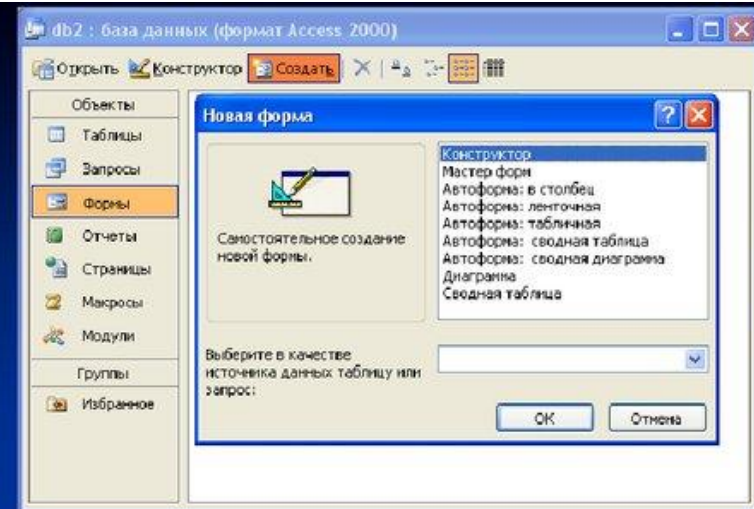 db2 : база данных (формат Access 2000)
Открыть Конструктор Создать
Объекты
Таблицы
Запросы
Формы
Отчеты
Страницы
Макросы
Модули
Группы
Избранное
Новая форма
Самостоятельное создание
новой формы.
Конструктор
Мастер форм
Автоформа: в столбец
Автоформа: ленточная
Автоформа: табличная
Автоформа: сводная таблица
Автоформа: сводная диаграмма
Диаграмма
Сводная таблица
Выберите в качестве
источника данных таблицу или
запрос:
ОК Отмена